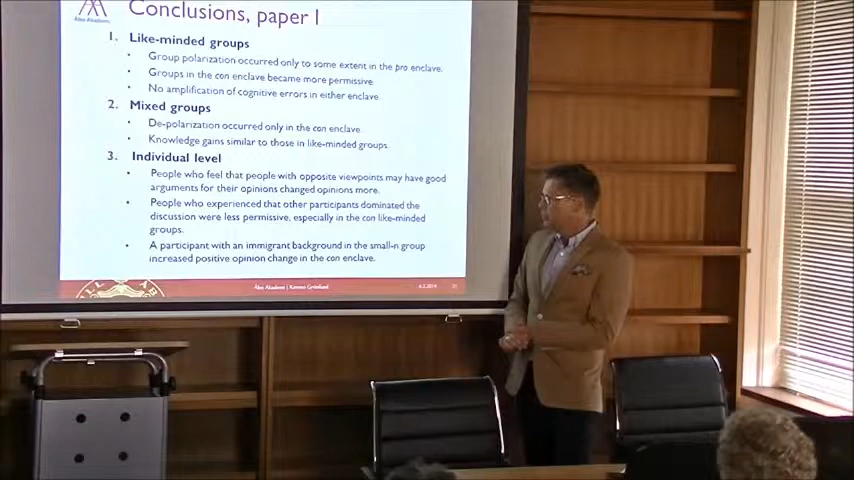 Åbo Akademi
Conclusions, paper I
1. Like-minded groups
• Group polarization occurred only to some extent in the pro enclave.
• Groups in the con enclave became more permissive.
• No amplification of cognitive errors in either enclave.
2. Mixed groups
• De-polarization occurred only in the con enclave.
• Knowledge gains similar to those in like-minded groups.
3. Individual level
• People who feel that people with opposite viewpoints may have good
arguments for their opinions changed opinions more.
• People who experienced that other participants dominated the
discussion were less permissive, especially in the con like-minded
groups.
• A participant with an immigrant background in the small-n group
increased positive opinion change in the con enclave.
Åbo Akademi | Kimmo Grönlund